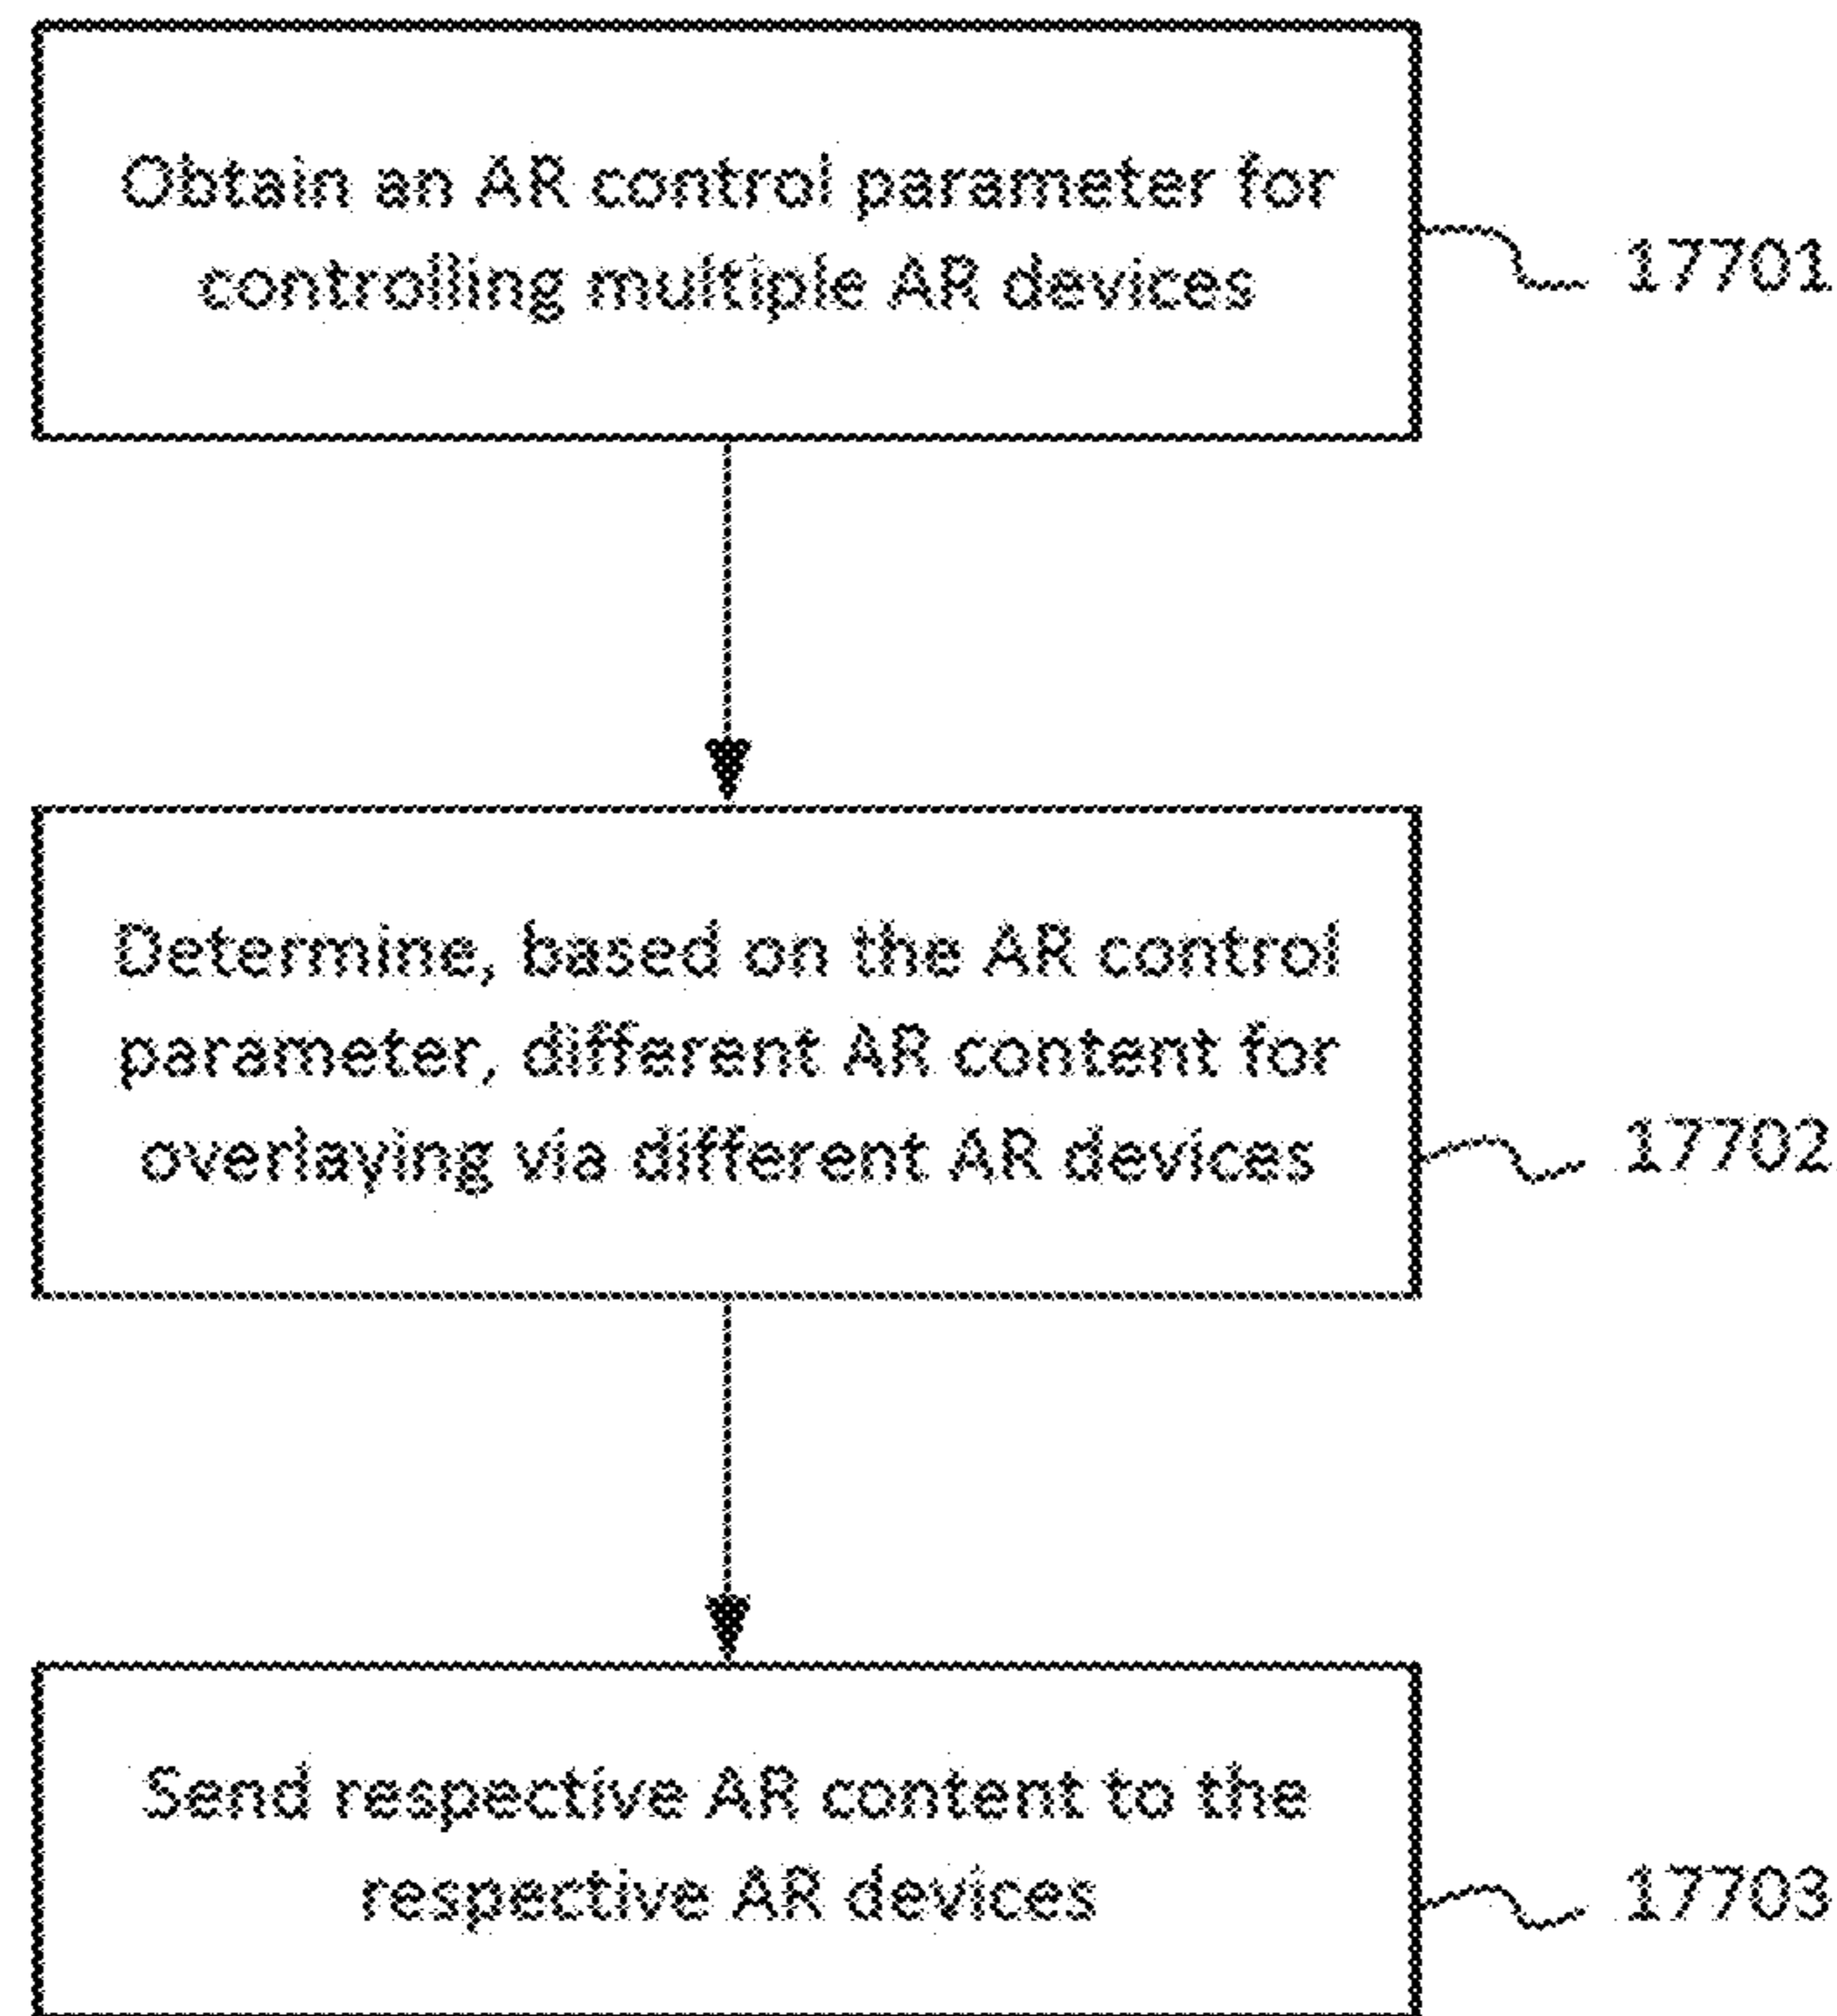 Obtain an AR control parameter for
controlling multiple AR devices
17701
Determine, based on the AR control
parameter, different AR content for
overlaying via different AR devices
17702
Send respective AR content to the
respective AR devices
17703